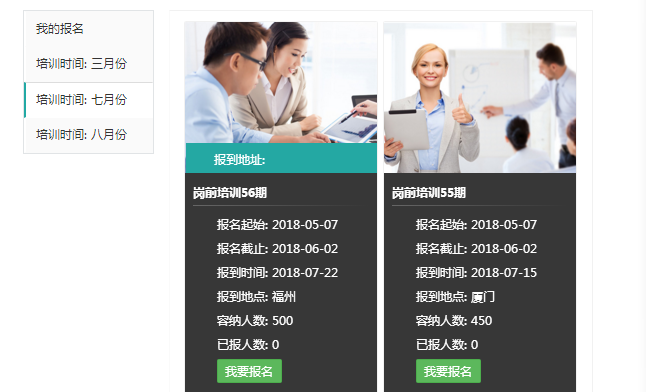 我的报名
培训时间: 三月份
培训时间: 七月份
培训时间: 八月份
报到地址:
岗前培训56期
报名起始: 2018-05-07
报名截止: 2018-06-02
报到时间: 2018-07-22
报到地点: 福州
容纳人数: 500
已报人数: 0
我要报名
岗前培训55期
报名起始: 2018-05-07
报名截止: 2018-06-02
报到时间: 2018-07-15
报到地点: 厦门
容纳人数: 450
已报人数: 0
我要报名